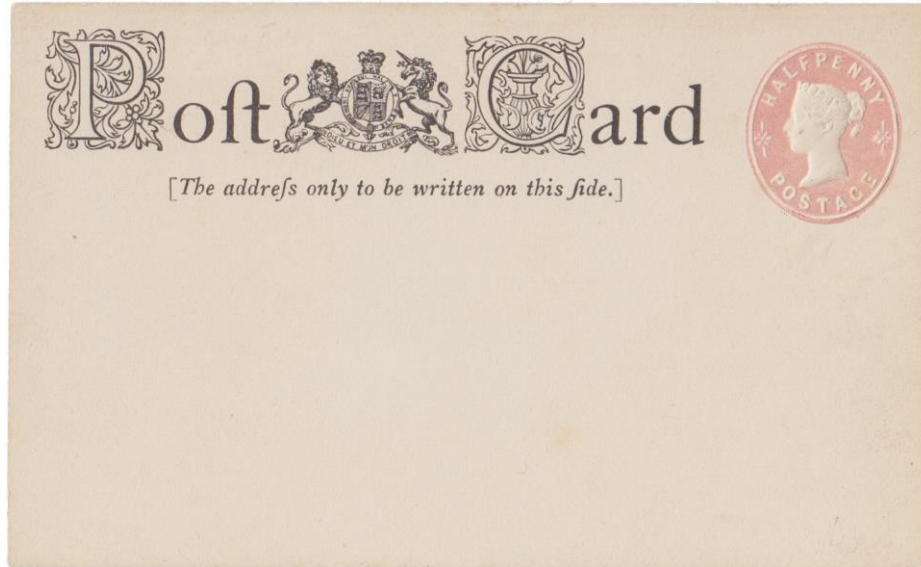 Poſt Card
[The addreſs only to be written on this ſide.]
HALFPENNY
POSTAGE